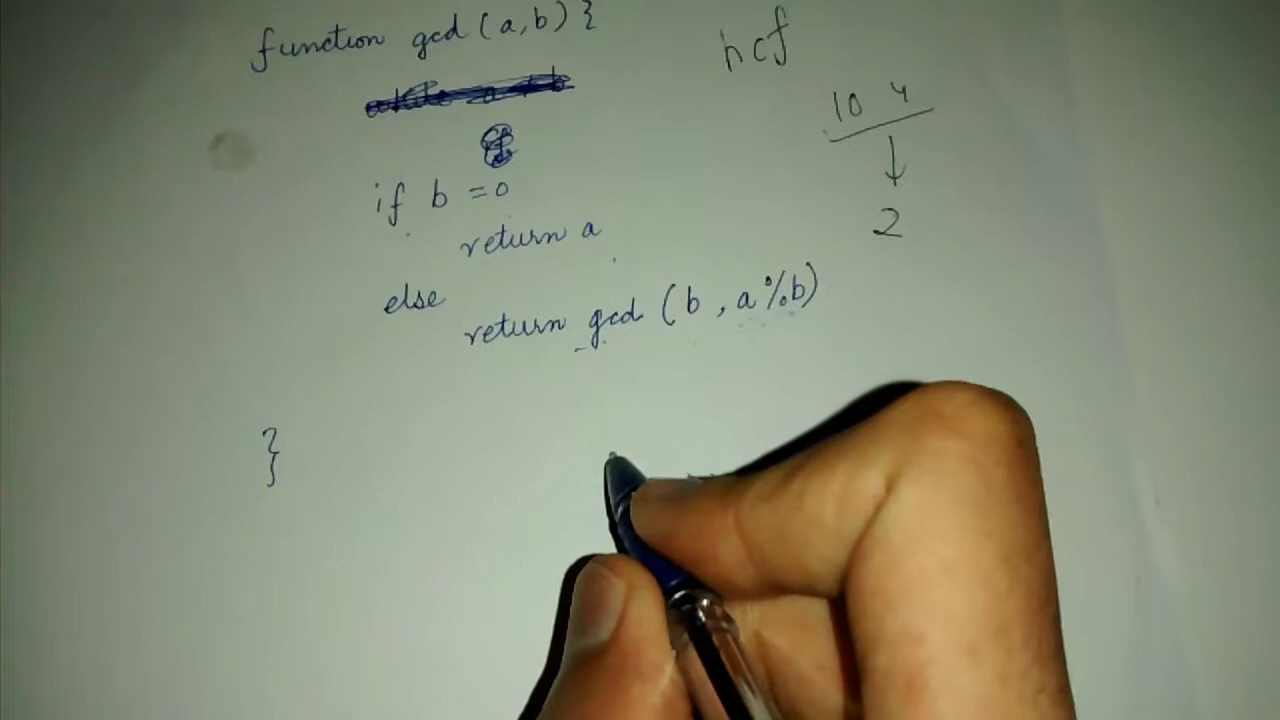 function gcd (a,b) {
if b =0
return a
else
return gcd (b , a%b)
}
hcf
10 4
↓
2